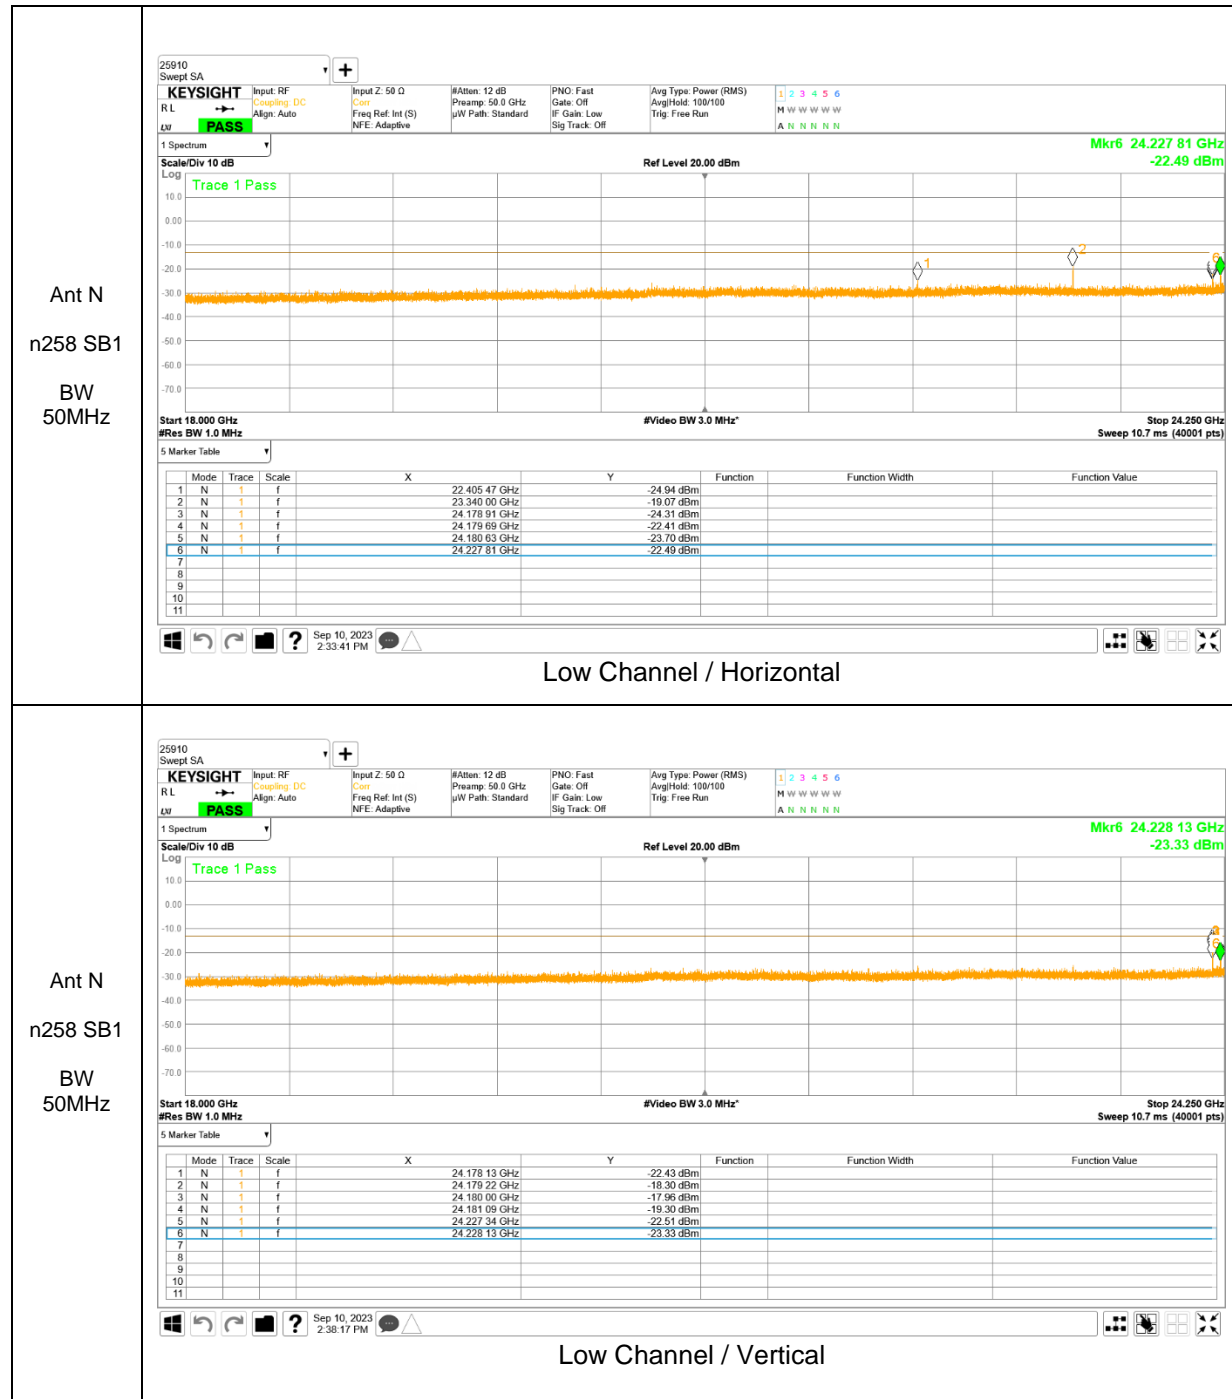 Ant N
n258 SB1
BW
50MHz
25910
Swept SA
KEYSIGHT Input: RF Input Z: 50 Ω #Atten: 12 dB PNO: Fast Avg Type: Power (RMS) 1 2 3 4 5 6
R L Coupling: DC Corr Preamp: 50.0 GHz Gate: Off Avg|Hold: 100/100 M W W W W W
Align: Auto Freq Ref: Int (S) µW Path: Standard IF Gain: Low Trig: Free Run
LXI PASS NFE: Adaptive Sig Track: Off A N N N N N
1 Spectrum
Mkr6 24.227 81 GHz
Scale/Div 10 dB Ref Level 20.00 dBm -22.49 dBm
Log
Trace 1 Pass
10.0
0.00
-10.0
2
1
6
-20.0
-30.0
-40.0
-50.0
-60.0
-70.0
Start 18.000 GHz #Video BW 3.0 MHz* Stop 24.250 GHz
#Res BW 1.0 MHz Sweep 10.7 ms (40001 pts)
5 Marker Table
Mode Trace Scale X Y Function Function Width Function Value
1 N 1 f 22.405 47 GHz -24.94 dBm
2 N 1 f 23.340 00 GHz -19.07 dBm
3 N 1 f 24.178 91 GHz -24.31 dBm
4 N 1 f 24.179 69 GHz -22.41 dBm
5 N 1 f 24.180 63 GHz -23.70 dBm
6 N 1 f 24.227 81 GHz -22.49 dBm
7
8
9
10
11
? Sep 10, 2023
2:33:41 PM
Low Channel / Horizontal
Ant N
n258 SB1
BW
50MHz
25910
Swept SA
KEYSIGHT Input: RF Input Z: 50 Ω #Atten: 12 dB PNO: Fast Avg Type: Power (RMS) 1 2 3 4 5 6
R L Coupling: DC Corr Preamp: 50.0 GHz Gate: Off Avg|Hold: 100/100 M W W W W W
Align: Auto Freq Ref: Int (S) µW Path: Standard IF Gain: Low Trig: Free Run
LXI PASS NFE: Adaptive Sig Track: Off A N N N N N
1 Spectrum
Mkr6 24.228 13 GHz
Scale/Div 10 dB Ref Level 20.00 dBm -23.33 dBm
Log
Trace 1 Pass
10.0
0.00
-10.0
6
-20.0
-30.0
-40.0
-50.0
-60.0
-70.0
Start 18.000 GHz #Video BW 3.0 MHz* Stop 24.250 GHz
#Res BW 1.0 MHz Sweep 10.7 ms (40001 pts)
5 Marker Table
Mode Trace Scale X Y Function Function Width Function Value
1 N 1 f 24.178 13 GHz -22.43 dBm
2 N 1 f 24.179 22 GHz -18.30 dBm
3 N 1 f 24.180 00 GHz -17.96 dBm
4 N 1 f 24.181 09 GHz -19.30 dBm
5 N 1 f 24.227 34 GHz -22.51 dBm
6 N 1 f 24.228 13 GHz -23.33 dBm
7
8
9
10
11
? Sep 10, 2023
2:38:17 PM
Low Channel / Vertical